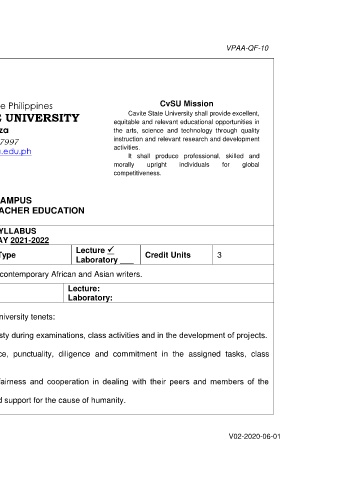 VPAA-QF-10
e Philippines
E UNIVERSITY
za
7997
.edu.ph
CvSU Mission
Cavite State University shall provide excellent,
equitable and relevant educational opportunities in
the arts, science and technology through quality
instruction and relevant research and development
activities.
It shall produce professional, skilled and
morally upright individuals for global
competitiveness.
AMPUS
ACHER EDUCATION
YLLABUS
AY 2021-2022
Type
Lecture ✓
Laboratory ___
Credit Units
3
contemporary African and Asian writers.
Lecture:
Laboratory:
niversity tenets:
sty during examinations, class activities and in the development of projects.
ce, punctuality, diligence and commitment in the assigned tasks, class
fairness and cooperation in dealing with their peers and members of the
d support for the cause of humanity.
V02-2020-06-01